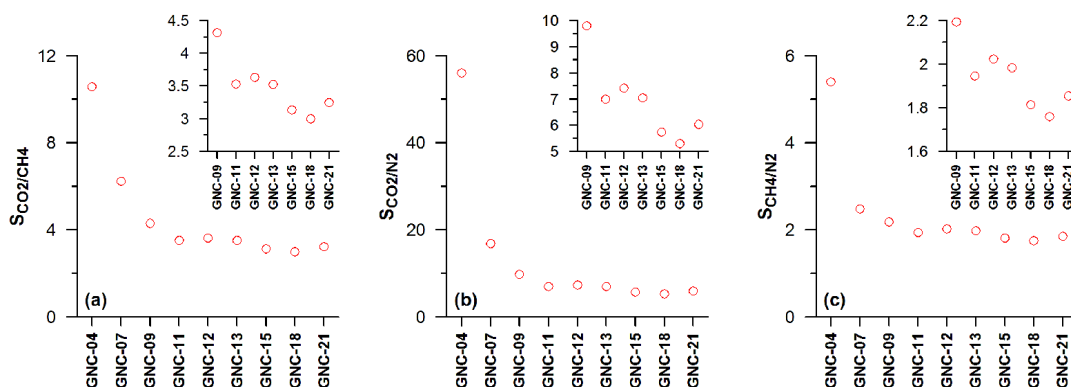 12
8
4
0
S_CO2/CH4
(a)
GNC-04
GNC-07
GNC-09
GNC-11
GNC-12
GNC-13
GNC-15
GNC-18
GNC-21
4.5
4
3.5
3
2.5
GNC-09
GNC-11
GNC-12
GNC-13
GNC-15
GNC-18
GNC-21
60
40
20
0
S_CO2/N2
(b)
GNC-04
GNC-07
GNC-09
GNC-11
GNC-12
GNC-13
GNC-15
GNC-18
GNC-21
10
9
8
7
6
5
GNC-09
GNC-11
GNC-12
GNC-13
GNC-15
GNC-18
GNC-21
6
4
2
0
S_CH4/N2
(c)
GNC-04
GNC-07
GNC-09
GNC-11
GNC-12
GNC-13
GNC-15
GNC-18
GNC-21
2.2
2
1.8
1.6
GNC-09
GNC-11
GNC-12
GNC-13
GNC-15
GNC-18
GNC-21